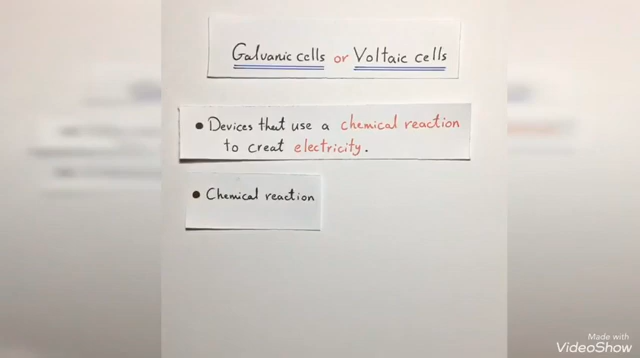 Galvanic cells or Voltaic cells
• Devices that use a chemical reaction
to creat electricity.
• Chemical reaction
Made with
VideoShow